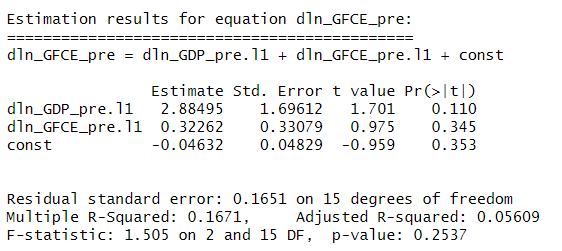 Estimation results for equation dln_GFCE_pre:
=============================================
dln_GFCE_pre = dln_GDP_pre.l1 + dln_GFCE_pre.l1 + const
Estimate Std. Error t value Pr(>|t|)
dln_GDP_pre.l1 2.88495 1.69612 1.701 0.110
dln_GFCE_pre.l1 0.32262 0.33079 0.975 0.345
const -0.04632 0.04829 -0.959 0.353
Residual standard error: 0.1651 on 15 degrees of freedom
Multiple R-Squared: 0.1671, Adjusted R-squared: 0.05609
F-statistic: 1.505 on 2 and 15 DF, p-value: 0.2537